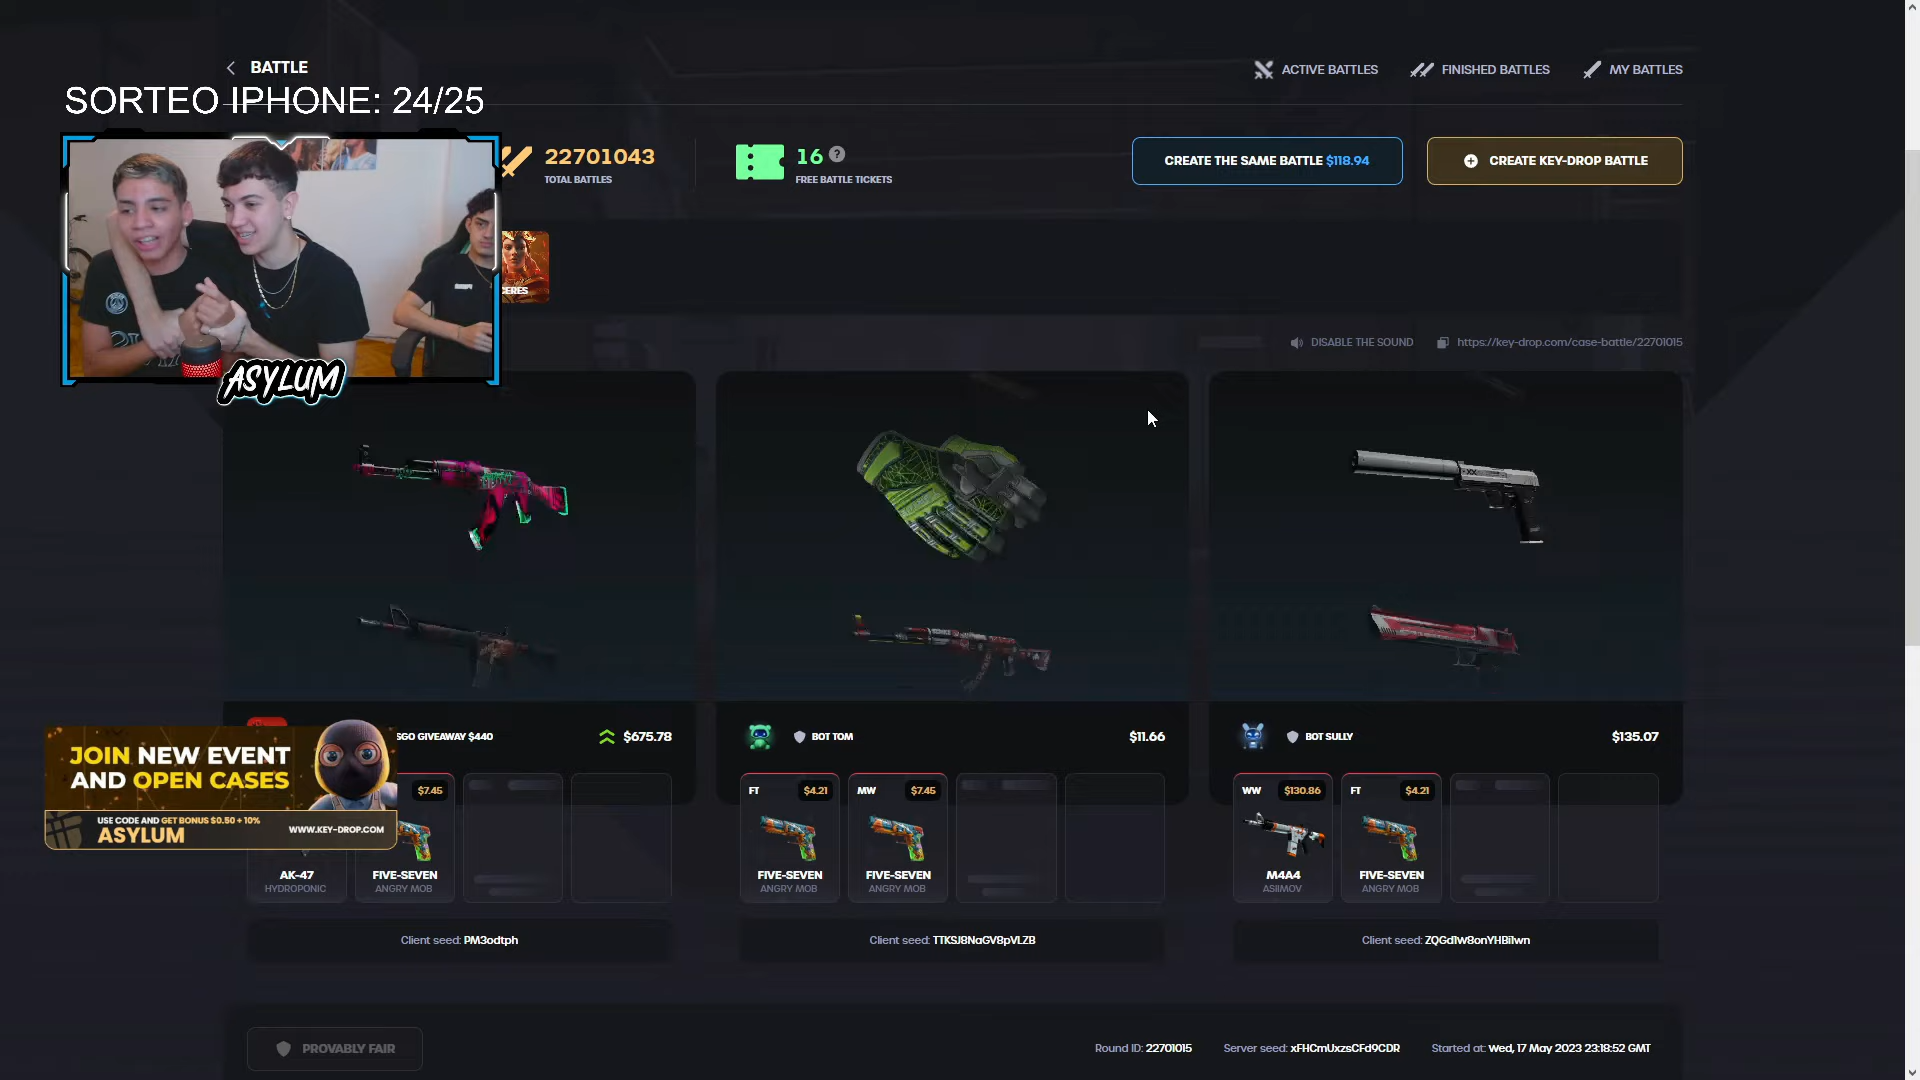 BATTLE
ACTIVE BATTLES
FINISHED BATTLES
MY BATTLES
SORTEO IPHONE: 24/25
22701043
TOTAL BATTLES
16
?
FREE BATTLE TICKETS
CREATE THE SAME BATTLE $118.94
CREATE KEY-DROP BATTLE
CERES
DISABLE THE SOUND
https://key-drop.com/case-battle/22701015
ASYLUM
SGO GIVEAWAY $440
$675.78
BOT TOM
$11.66
BOT SULLY
$135.07
JOIN NEW EVENT
AND OPEN CASES
USE CODE AND GET BONUS $0.50 + 10%
ASYLUM
WWW.KEY-DROP.COM
$7.45
AK-47
HYDROPONIC
FIVE-SEVEN
ANGRY MOB
FT
$4.21
FIVE-SEVEN
ANGRY MOB
MW
$7.45
FIVE-SEVEN
ANGRY MOB
WW
$130.86
M4A4
ASIIMOV
FT
$4.21
FIVE-SEVEN
ANGRY MOB
Client seed: PM3odtph
Client seed: TTKSJ8NaGV8pVLZB
Client seed: ZQGd1W8onYHBi1wn
PROVABLY FAIR
Round ID: 22701015
Server seed: xFHCmUxzsCFd9CDR
Started at: Wed, 17 May 2023 23:18:52 GMT